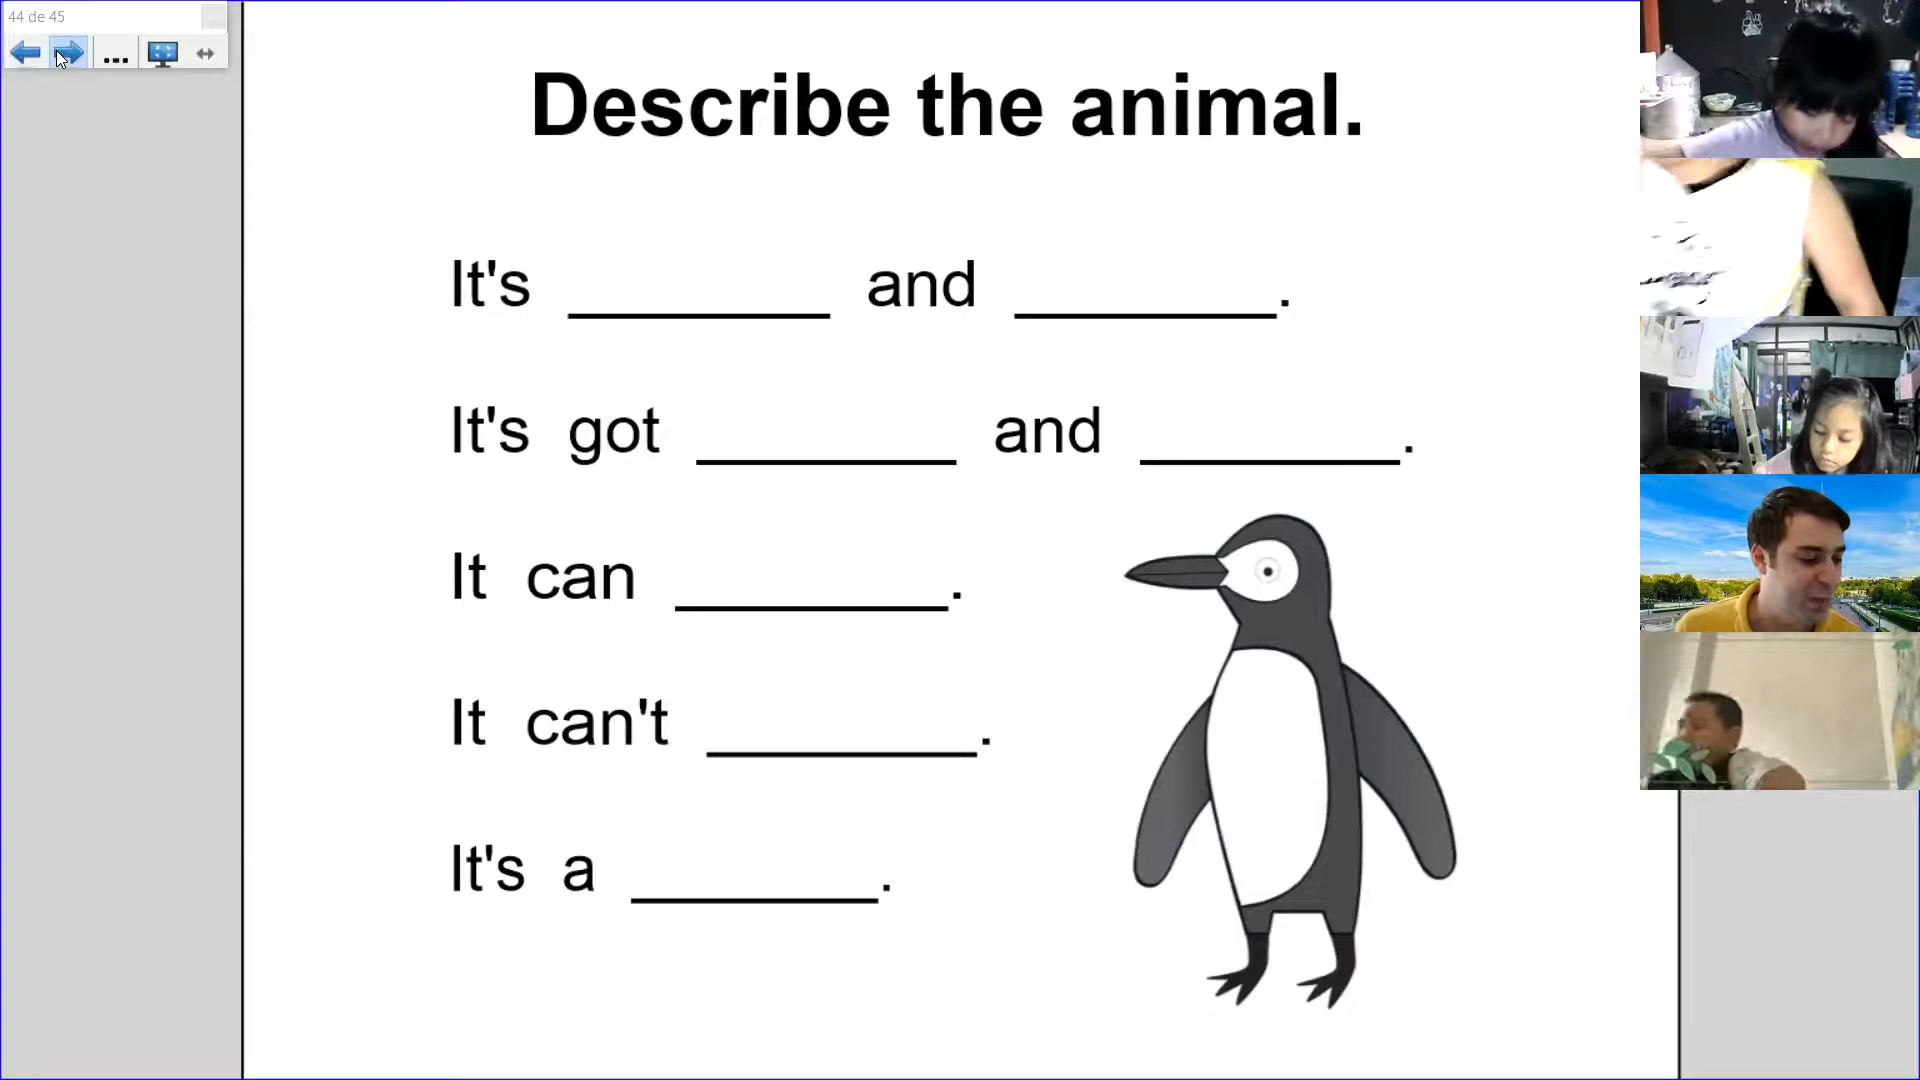 44 de 45
Describe the animal.
It's ________ and ________.
It's got ________ and ________.
It can ________.
It can't ________.
It's a ________.